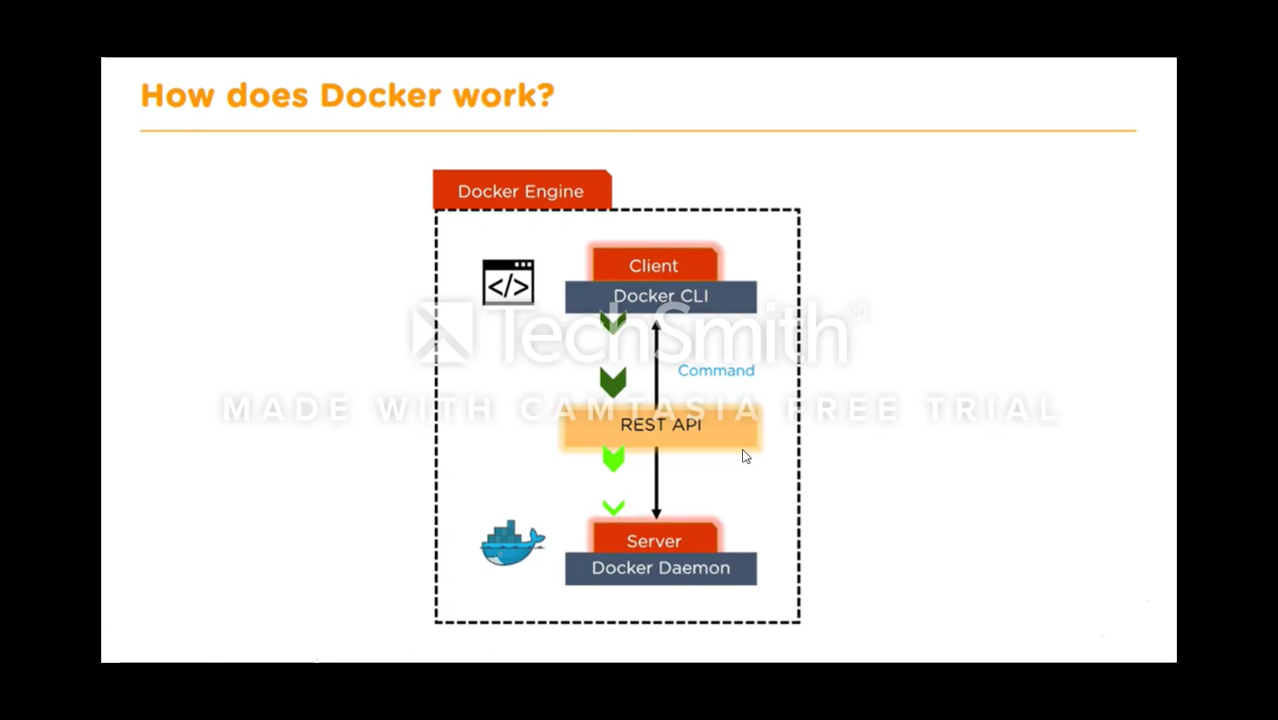 How does Docker work?
Docker Engine
Client
</>
Docker CLI
TechSmith®
Command
MADE WITH CAMTASIA FREE TRIAL
REST API
Server
Docker Daemon